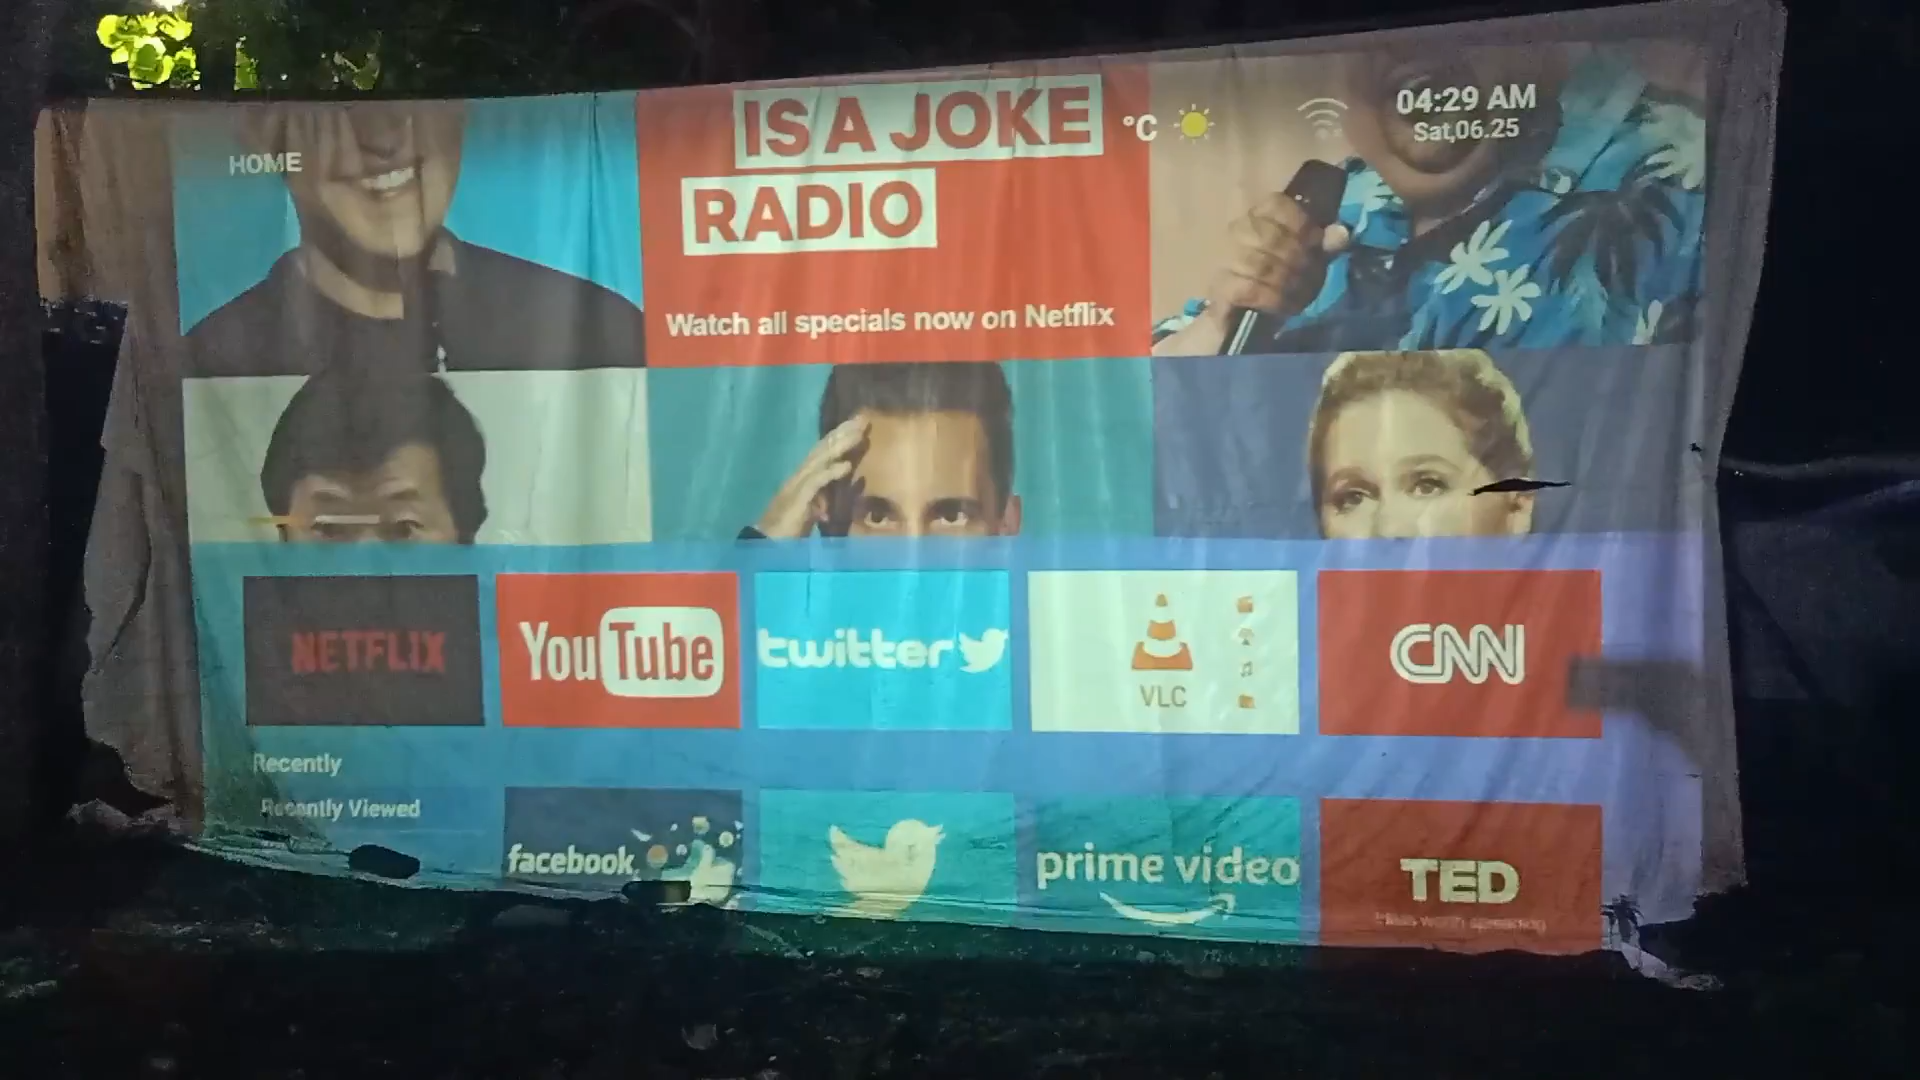 HOME
IS A JOKE
RADIO
Watch all specials now on Netflix
°C
04:29 AM
Sat,06.25
NETFLIX
YouTube
twitter
VLC
CNN
Recently
Recently Viewed
facebook
prime video
TED